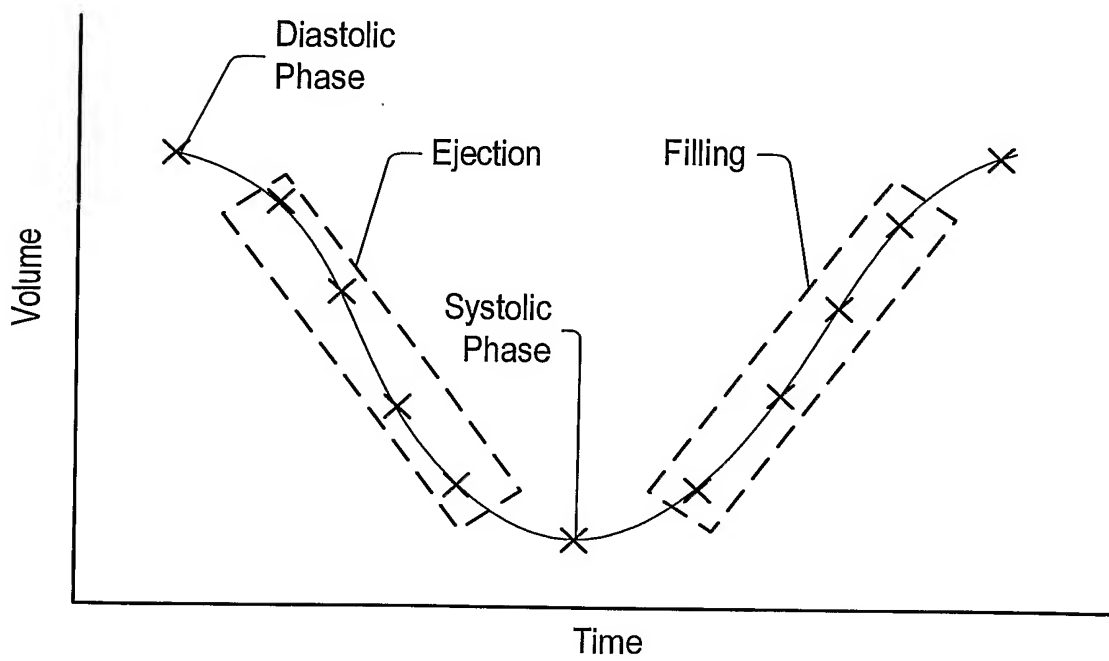 Diastolic
Phase
Ejection
Filling
Systolic
Phase
Volume
Time